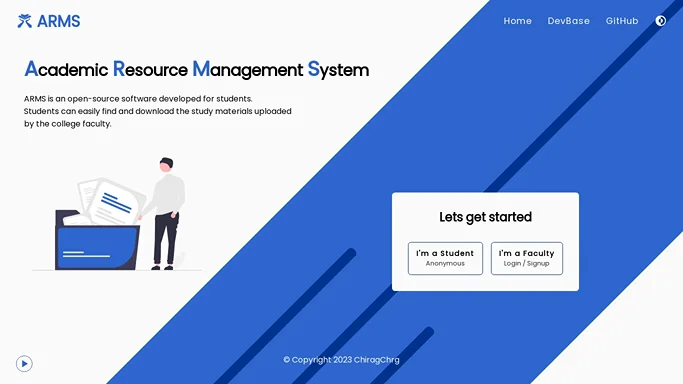 ARMS
Home DevBase GitHub
Academic Resource Management System
ARMS is an open-source software developed for students.
Students can easily find and download the study materials uploaded
by the college faculty.
Lets get started
I'm a Student
Anonymous
I'm a Faculty
Login / Signup
© Copyright 2023 ChiragChrg